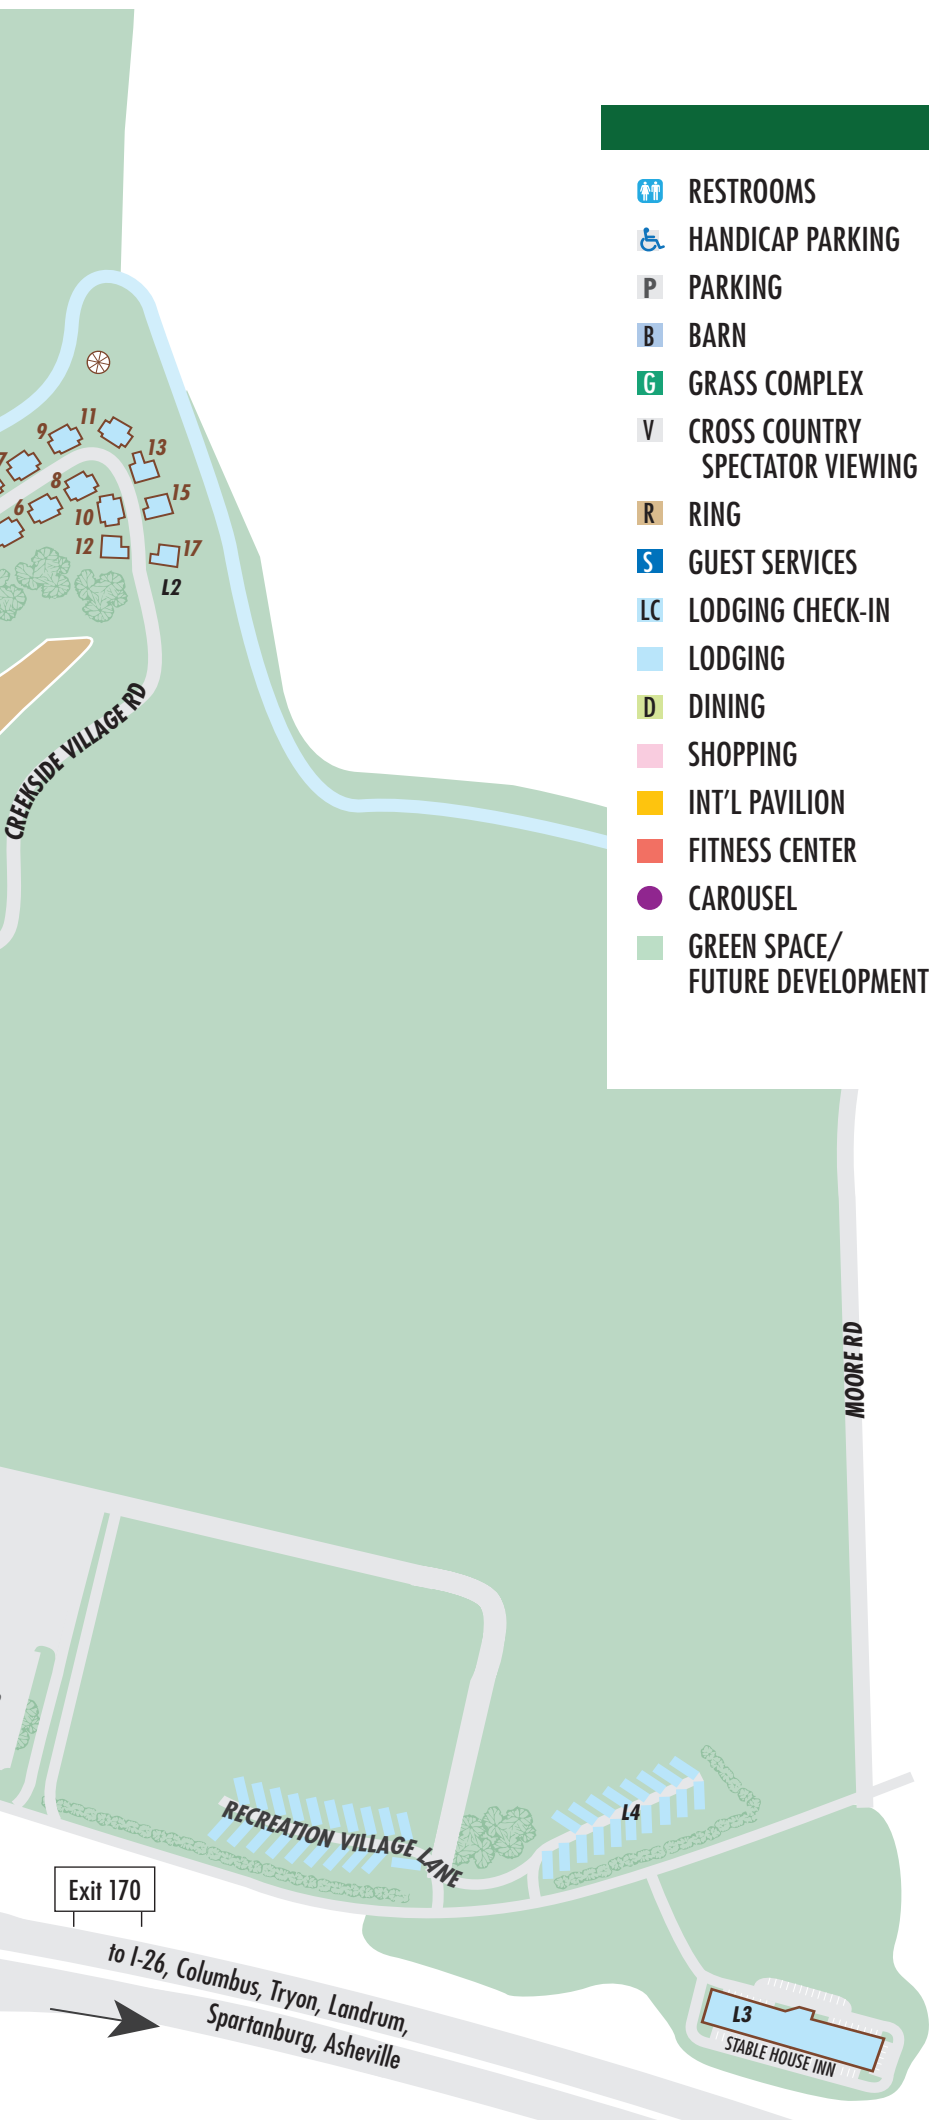 RESTROOMS
HANDICAP PARKING
P PARKING
B BARN
G GRASS COMPLEX
V CROSS COUNTRY
SPECTATOR VIEWING
R RING
S GUEST SERVICES
LC LODGING CHECK-IN
LODGING
D DINING
SHOPPING
INT'L PAVILION
FITNESS CENTER
CAROUSEL
GREEN SPACE/
FUTURE DEVELOPMENT
11
9
13
7
8
15
6
10
12
17
L2
CREEKSIDE VILLAGE RD
MOORE RD
RECREATION VILLAGE LANE
L4
Exit 170
to I-26, Columbus, Tryon, Landrum,
Spartanburg, Asheville
L3
STABLE HOUSE INN